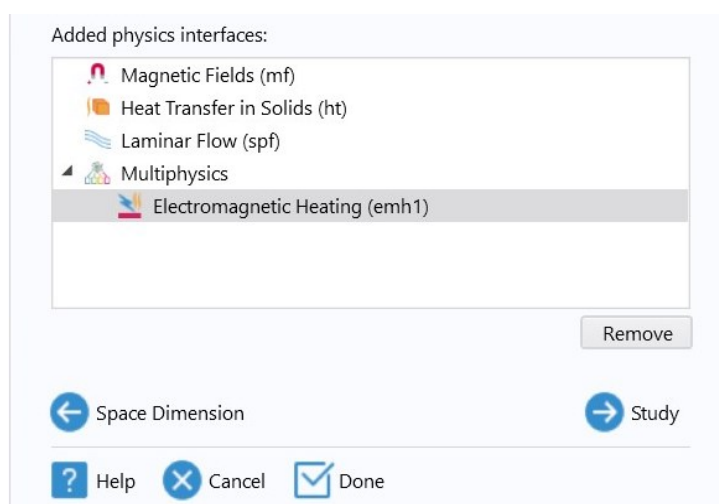 Added physics interfaces:
Magnetic Fields (mf)
Heat Transfer in Solids (ht)
Laminar Flow (spf)
Multiphysics
Electromagnetic Heating (emh1)
Remove
Space Dimension Study
? Help Cancel Done